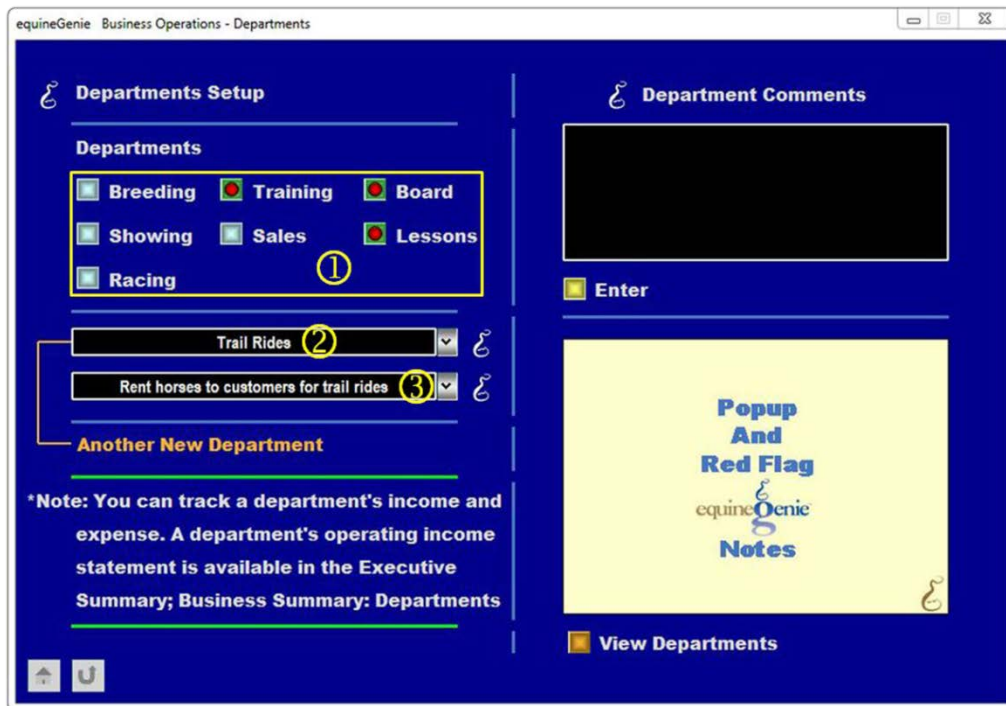 equineGenie Business Operations - Departments
Departments Setup
Departments
Breeding Training Board
Showing Sales Lessons
Racing
①
Trail Rides ②
Rent horses to customers for trail rides ③
Another New Department
*Note: You can track a department's income and
expense. A department's operating income
statement is available in the Executive
Summary; Business Summary: Departments
Department Comments
Enter
Popup
And
Red Flag
equineGenie
Notes
View Departments